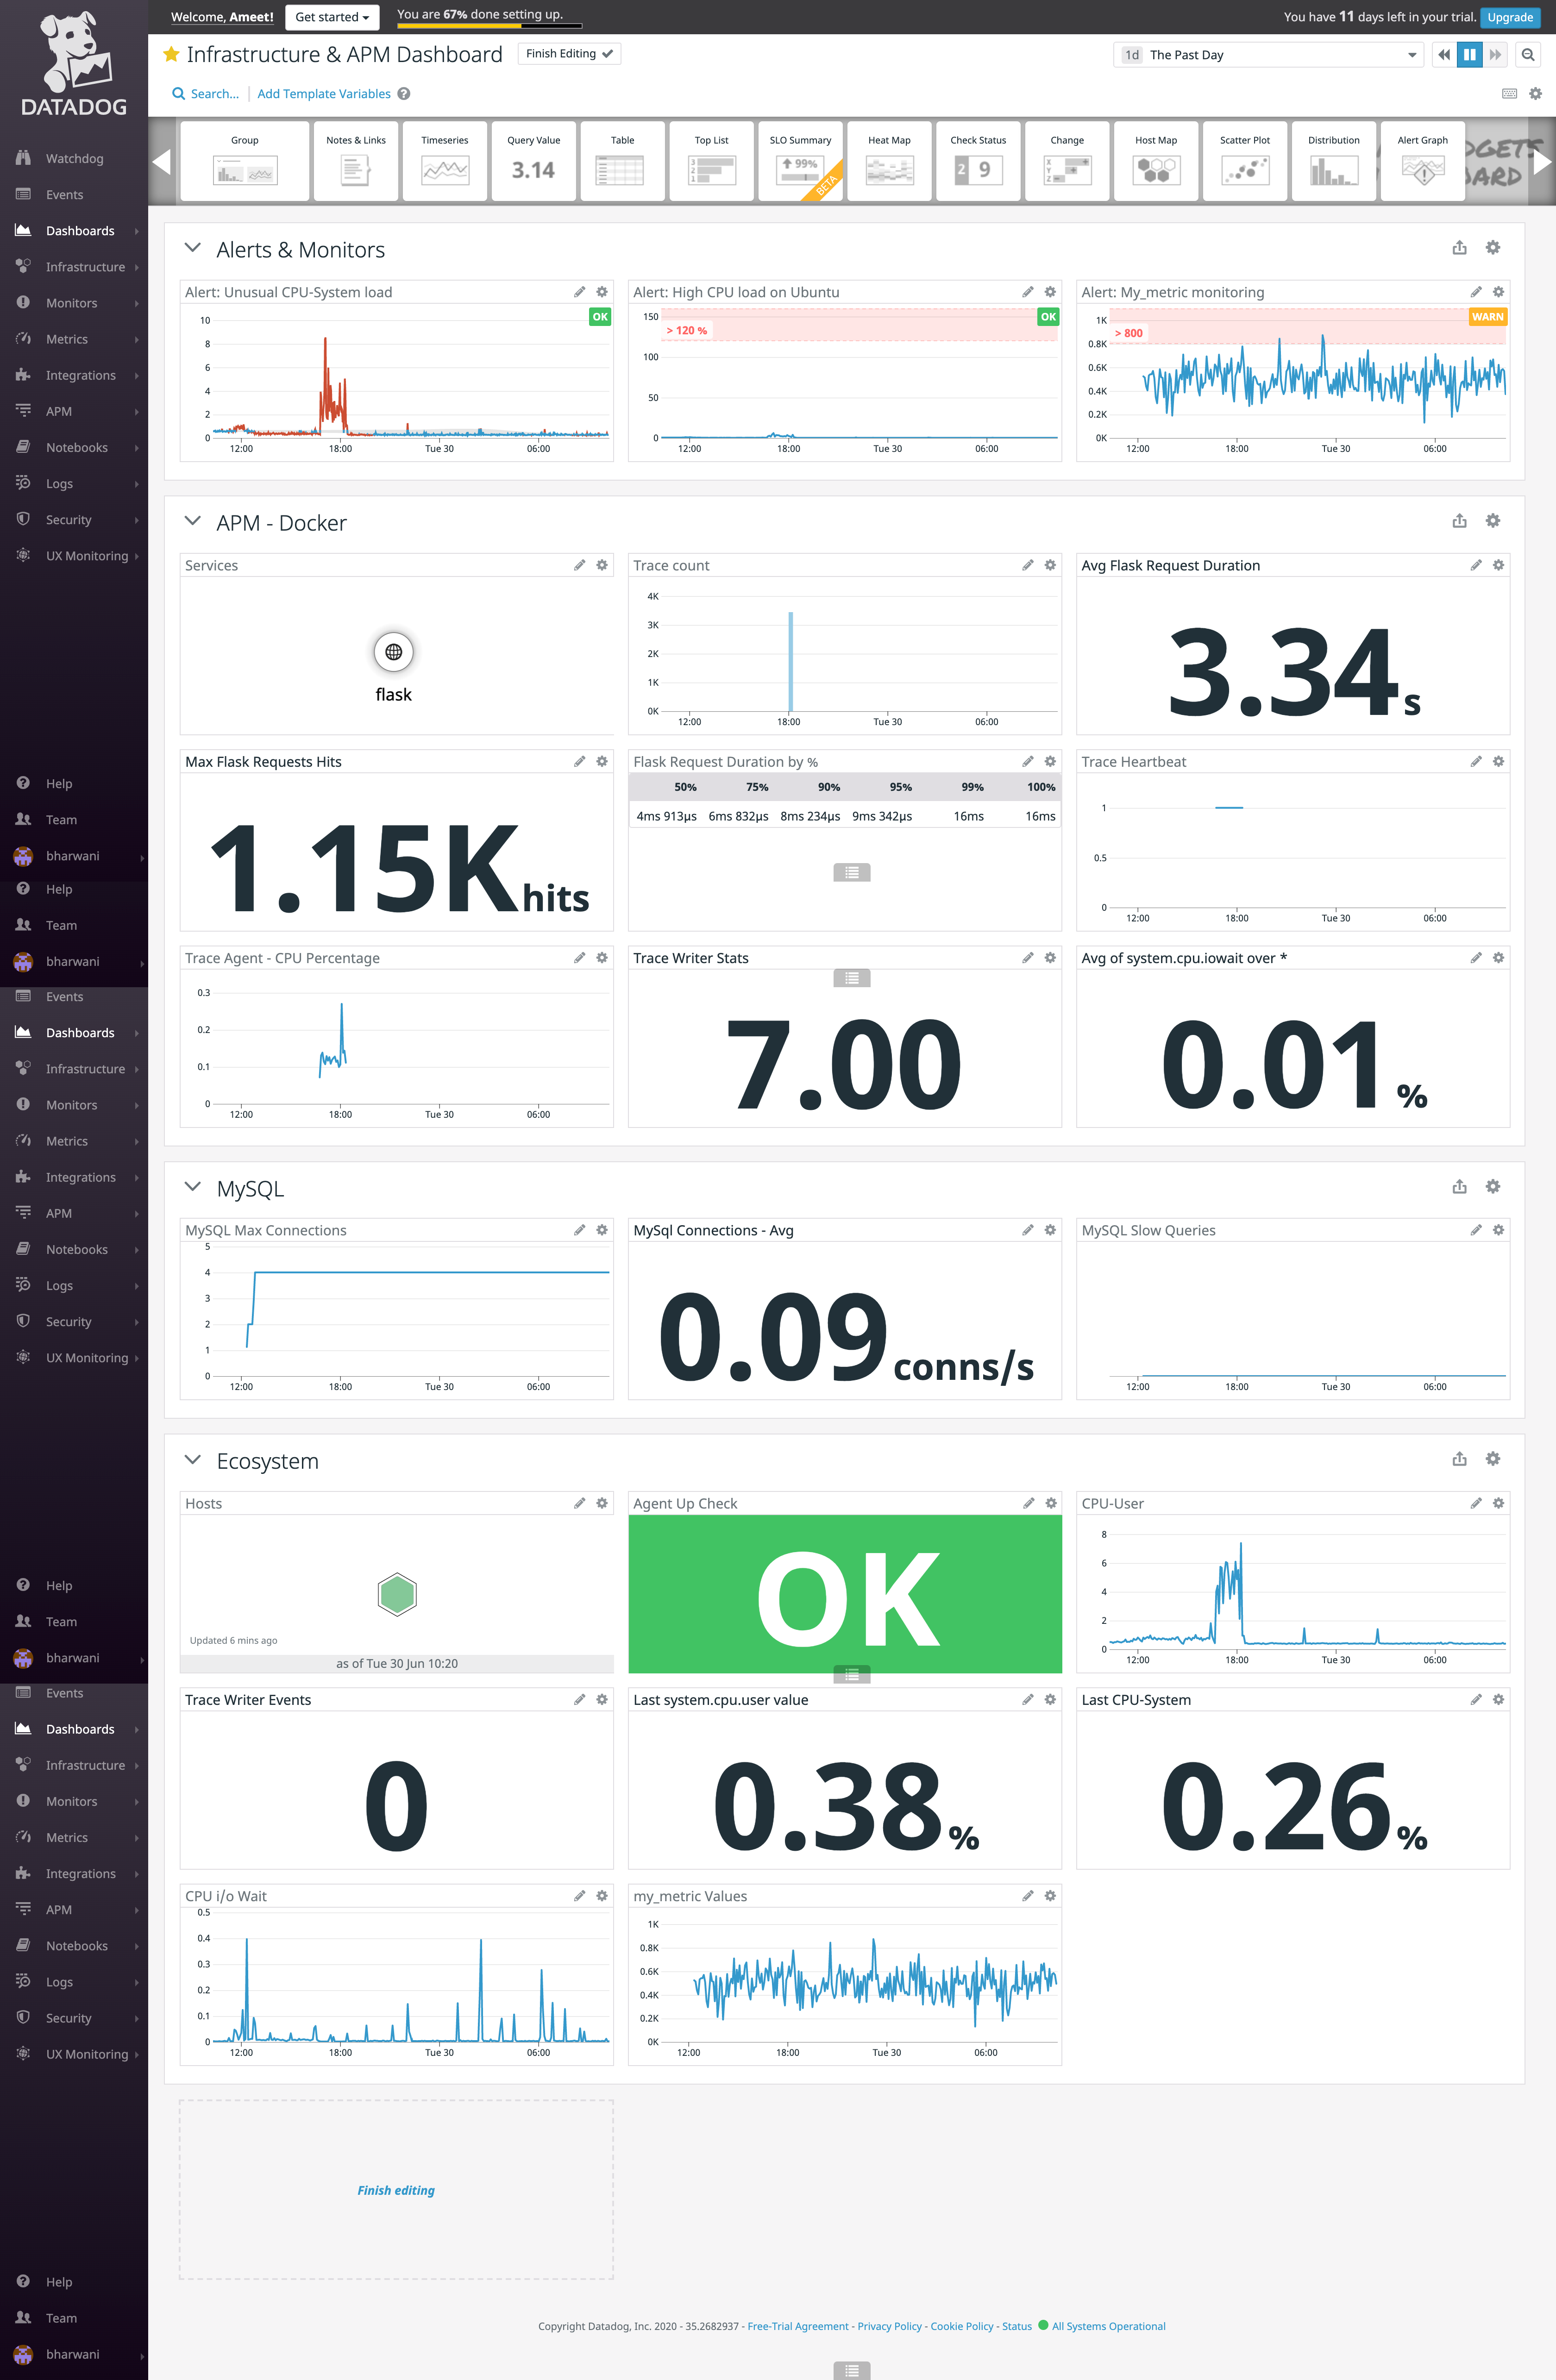 Welcome, Ameet!
Get started
You are 67% done setting up.
You have 11 days left in your trial.
Upgrade
DATADOG
Infrastructure & APM Dashboard
Finish Editing
1d The Past Day
Search...
Add Template Variables
Group
Notes & Links
Timeseries
Query Value
3.14
Table
Top List
3
2
1
SLO Summary
99%
BETA
Heat Map
Check Status
2 9
Change
X
Y
Z
Host Map
Scatter Plot
Distribution
Alert Graph
Watchdog
Events
Dashboards
Infrastructure
Monitors
Metrics
Integrations
APM
Notebooks
Logs
Security
UX Monitoring
Help
Team
bharwani
Help
Team
bharwani
Events
Dashboards
Infrastructure
Monitors
Metrics
Integrations
APM
Notebooks
Logs
Security
UX Monitoring
Help
Team
bharwani
Events
Dashboards
Infrastructure
Monitors
Metrics
Integrations
APM
Notebooks
Logs
Security
UX Monitoring
Help
Team
bharwani
Alerts & Monitors
Alert: Unusual CPU-System load
OK
10
8
6
4
2
0
12:00 18:00 Tue 30 06:00
Alert: High CPU load on Ubuntu
OK
> 120 %
150
100
50
0
12:00 18:00 Tue 30 06:00
Alert: My_metric monitoring
WARN
> 800
1K
0.8K
0.6K
0.4K
0.2K
0K
12:00 18:00 Tue 30 06:00
APM - Docker
Services
flask
Trace count
4K
3K
2K
1K
0K
12:00 18:00 Tue 30 06:00
Avg Flask Request Duration
3.34s
Max Flask Requests Hits
1.15K hits
Flask Request Duration by %
50% 75% 90% 95% 99% 100%
4ms 913µs 6ms 832µs 8ms 234µs 9ms 342µs 16ms 16ms
Trace Heartbeat
1
0.5
0
12:00 18:00 Tue 30 06:00
Trace Agent - CPU Percentage
0.3
0.2
0.1
0
12:00 18:00 Tue 30 06:00
Trace Writer Stats
7.00
Avg of system.cpu.iowait over *
0.01 %
MySQL
MySQL Max Connections
5
4
3
2
1
0
12:00 18:00 Tue 30 06:00
MySql Connections - Avg
0.09 conns/s
MySQL Slow Queries
12:00 18:00 Tue 30 06:00
Ecosystem
Hosts
Updated 6 mins ago
as of Tue 30 Jun 10:20
Agent Up Check
OK
CPU-User
8
6
4
2
0
12:00 18:00 Tue 30 06:00
Trace Writer Events
0
Last system.cpu.user value
0.38 %
Last CPU-System
0.26 %
CPU i/o Wait
0.5
0.4
0.3
0.2
0.1
0
12:00 18:00 Tue 30 06:00
my_metric Values
1K
0.8K
0.6K
0.4K
0.2K
0K
12:00 18:00 Tue 30 06:00
Finish editing
Copyright Datadog, Inc. 2020 - 35.2682937 - Free-Trial Agreement - Privacy Policy - Cookie Policy - Status All Systems Operational